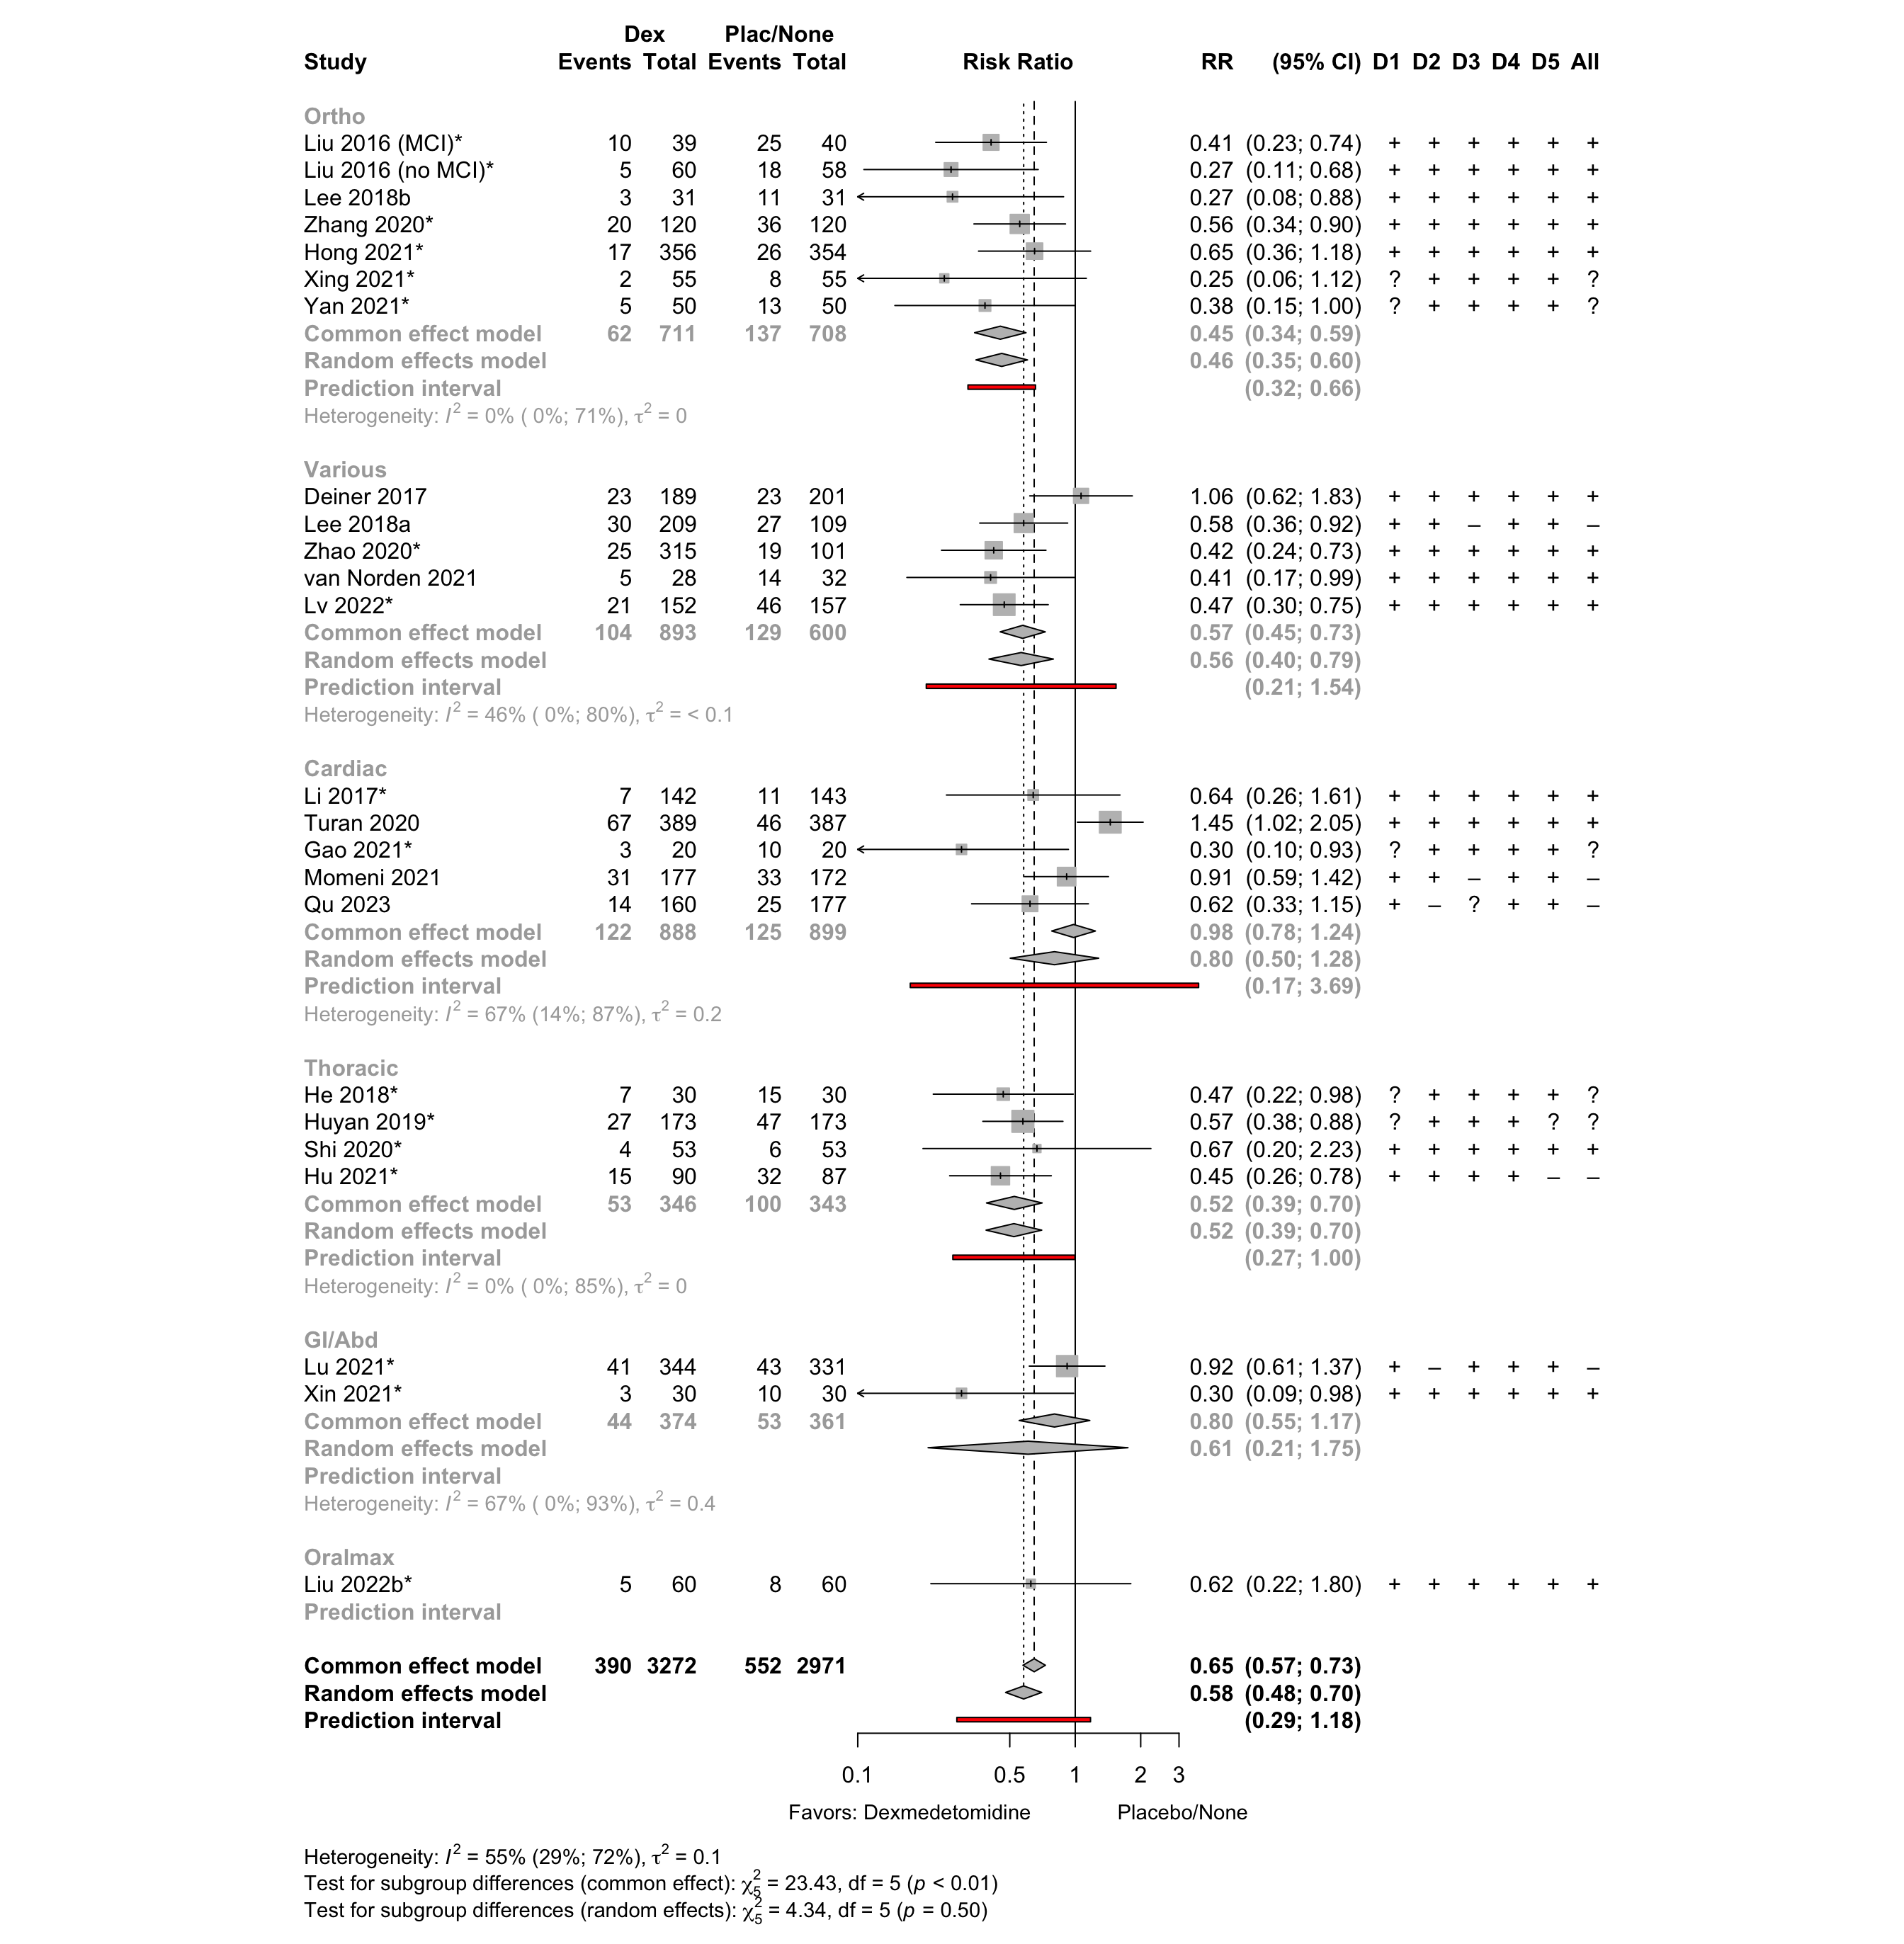 Dex Plac/None
Study Events Total Events Total Risk Ratio RR (95% CI) D1 D2 D3 D4 D5 All
Ortho
Liu 2016 (MCI)* 10 39 25 40 0.41 (0.23; 0.74) + + + + + +
Liu 2016 (no MCI)* 5 60 18 58 0.27 (0.11; 0.68) + + + + + +
Lee 2018b 3 31 11 31 0.27 (0.08; 0.88) + + + + + +
Zhang 2020* 20 120 36 120 0.56 (0.34; 0.90) + + + + + +
Hong 2021* 17 356 26 354 0.65 (0.36; 1.18) + + + + + +
Xing 2021* 2 55 8 55 0.25 (0.06; 1.12) ? + + + + ?
Yan 2021* 5 50 13 50 0.38 (0.15; 1.00) ? + + + + ?
Common effect model 62 711 137 708 0.45 (0.34; 0.59)
Random effects model 0.46 (0.35; 0.60)
Prediction interval (0.32; 0.66)
Heterogeneity: I² = 0% ( 0%; 71%), τ² = 0
Various
Deiner 2017 23 189 23 201 1.06 (0.62; 1.83) + + + + + +
Lee 2018a 30 209 27 109 0.58 (0.36; 0.92) + + – + + –
Zhao 2020* 25 315 19 101 0.42 (0.24; 0.73) + + + + + +
van Norden 2021 5 28 14 32 0.41 (0.17; 0.99) + + + + + +
Lv 2022* 21 152 46 157 0.47 (0.30; 0.75) + + + + + +
Common effect model 104 893 129 600 0.57 (0.45; 0.73)
Random effects model 0.56 (0.40; 0.79)
Prediction interval (0.21; 1.54)
Heterogeneity: I² = 46% ( 0%; 80%), τ² = < 0.1
Cardiac
Li 2017* 7 142 11 143 0.64 (0.26; 1.61) + + + + + +
Turan 2020 67 389 46 387 1.45 (1.02; 2.05) + + + + + +
Gao 2021* 3 20 10 20 0.30 (0.10; 0.93) ? + + + + ?
Momeni 2021 31 177 33 172 0.91 (0.59; 1.42) + + – + + –
Qu 2023 14 160 25 177 0.62 (0.33; 1.15) + – ? + + –
Common effect model 122 888 125 899 0.98 (0.78; 1.24)
Random effects model 0.80 (0.50; 1.28)
Prediction interval (0.17; 3.69)
Heterogeneity: I² = 67% (14%; 87%), τ² = 0.2
Thoracic
He 2018* 7 30 15 30 0.47 (0.22; 0.98) ? + + + + ?
Huyan 2019* 27 173 47 173 0.57 (0.38; 0.88) ? + + + ? ?
Shi 2020* 4 53 6 53 0.67 (0.20; 2.23) + + + + + +
Hu 2021* 15 90 32 87 0.45 (0.26; 0.78) + + + + – –
Common effect model 53 346 100 343 0.52 (0.39; 0.70)
Random effects model 0.52 (0.39; 0.70)
Prediction interval (0.27; 1.00)
Heterogeneity: I² = 0% ( 0%; 85%), τ² = 0
GI/Abd
Lu 2021* 41 344 43 331 0.92 (0.61; 1.37) + – + + + –
Xin 2021* 3 30 10 30 0.30 (0.09; 0.98) + + + + + +
Common effect model 44 374 53 361 0.80 (0.55; 1.17)
Random effects model 0.61 (0.21; 1.75)
Prediction interval
Heterogeneity: I² = 67% ( 0%; 93%), τ² = 0.4
Oralmax
Liu 2022b* 5 60 8 60 0.62 (0.22; 1.80) + + + + + +
Prediction interval
Common effect model 390 3272 552 2971 0.65 (0.57; 0.73)
Random effects model 0.58 (0.48; 0.70)
Prediction interval (0.29; 1.18)
0.1 0.5 1 2 3
Favors: Dexmedetomidine Placebo/None
Heterogeneity: I² = 55% (29%; 72%), τ² = 0.1
Test for subgroup differences (common effect): χ²₅ = 23.43, df = 5 (p < 0.01)
Test for subgroup differences (random effects): χ²₅ = 4.34, df = 5 (p = 0.50)